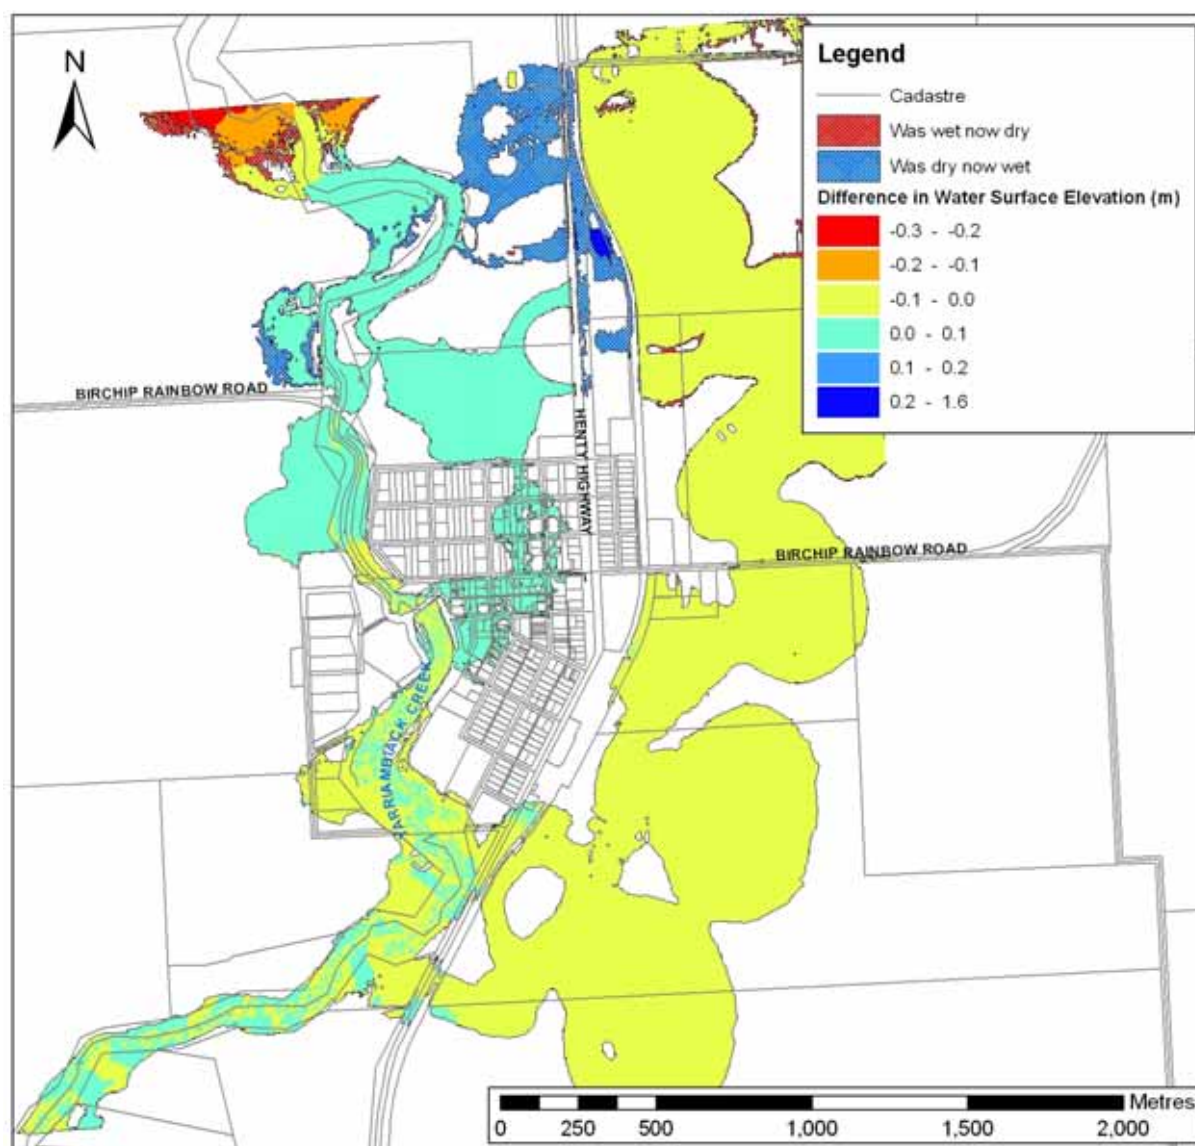 N
Legend
Cadastre
Was wet now dry
Was dry now wet
Difference in Water Surface Elevation (m)
-0.3 - -0.2
-0.2 - -0.1
-0.1 - 0.0
0.0 - 0.1
0.1 - 0.2
0.2 - 1.6
BIRCHIP RAINBOW ROAD
HENTY HIGHWAY
BIRCHIP RAINBOW ROAD
YARRIAMBIACK CREEK
Metres
0 250 500 1,000 1,500 2,000